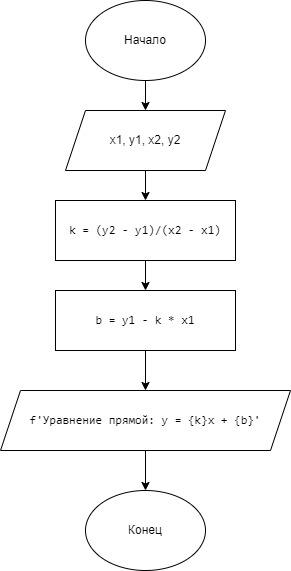 Начало
x1, y1, x2, y2
k = (y2 - y1)/(x2 - x1)
b = y1 - k * x1
f'Уравнение прямой: y = {k}x + {b}'
Конец